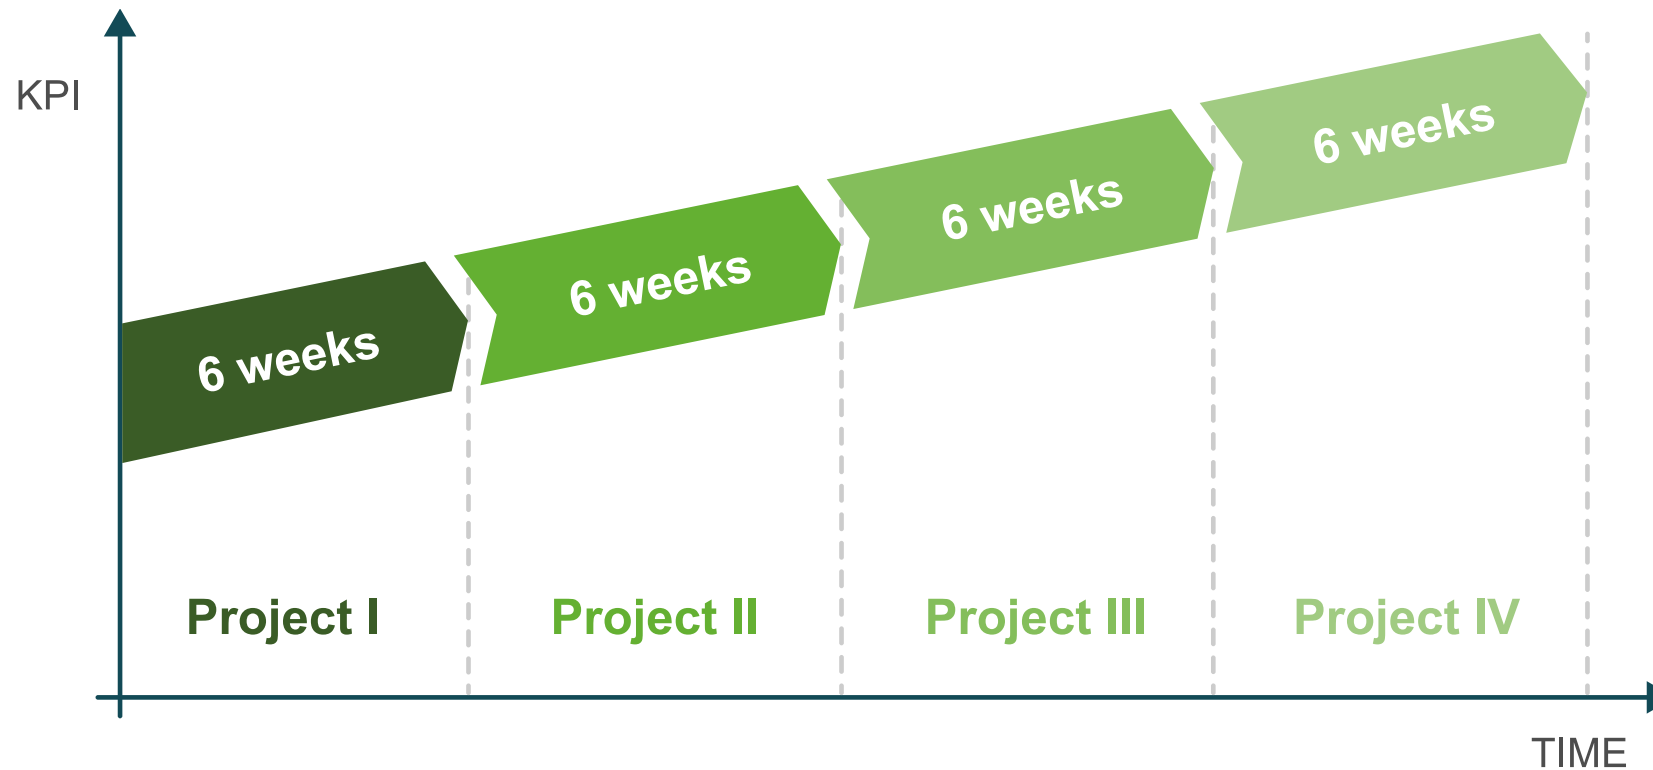 KPI
6 weeks
6 weeks
6 weeks
6 weeks
Project I
Project II
Project III
Project IV
TIME